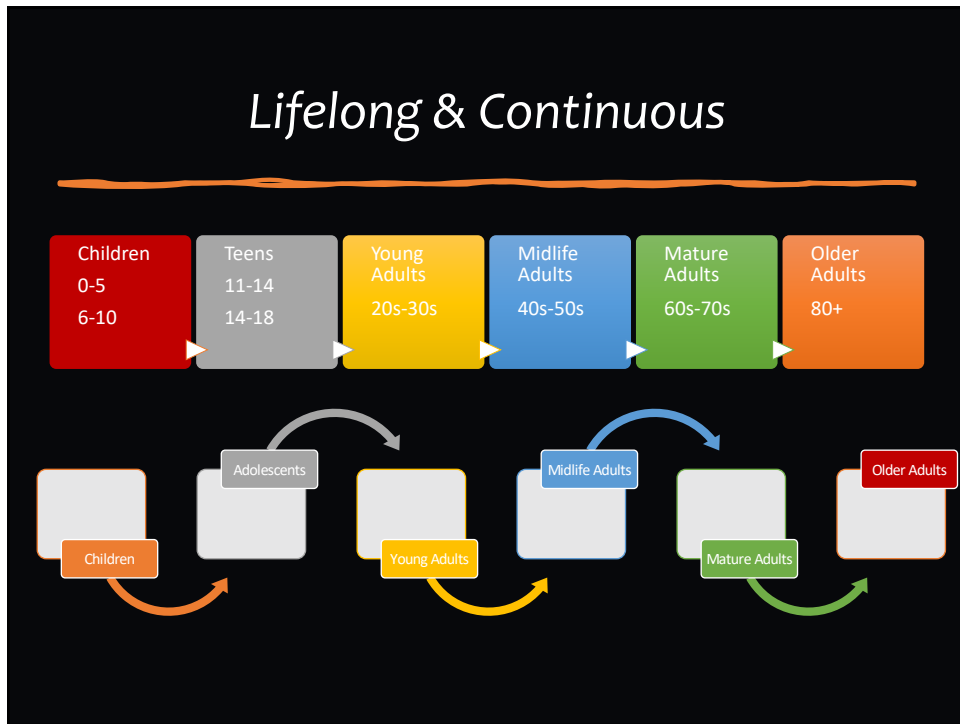 Lifelong & Continuous
Children
0-5
6-10
Teens
11-14
14-18
Young
Adults
20s-30s
Midlife
Adults
40s-50s
Mature
Adults
60s-70s
Older
Adults
80+
Adolescents
Midlife Adults
Older Adults
Children
Young Adults
Mature Adults